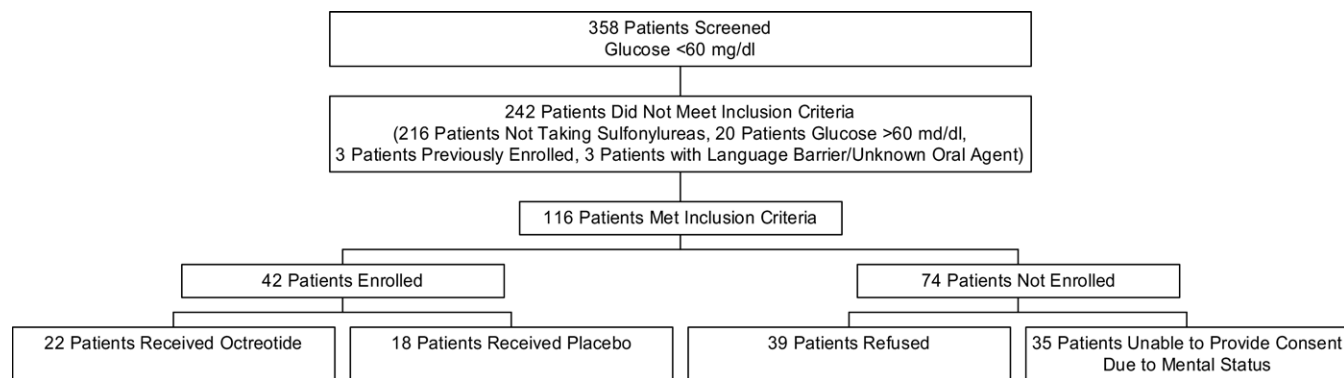 358 Patients Screened
Glucose <60 mg/dl
242 Patients Did Not Meet Inclusion Criteria
(216 Patients Not Taking Sulfonylureas, 20 Patients Glucose >60 md/dl,
3 Patients Previously Enrolled, 3 Patients with Language Barrier/Unknown Oral Agent)
116 Patients Met Inclusion Criteria
42 Patients Enrolled
74 Patients Not Enrolled
22 Patients Received Octreotide
18 Patients Received Placebo
39 Patients Refused
35 Patients Unable to Provide Consent
Due to Mental Status